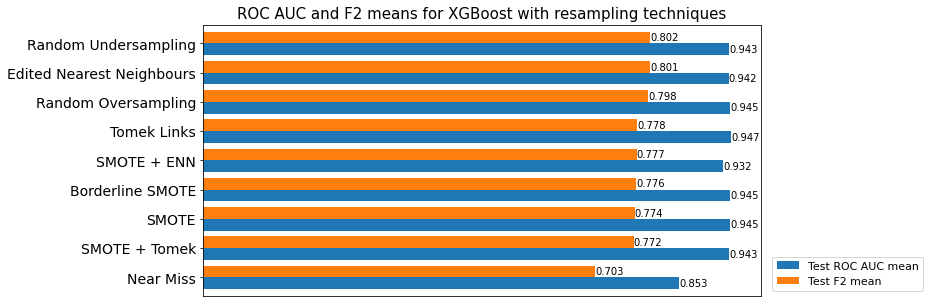 ROC AUC and F2 means for XGBoost with resampling techniques
Random Undersampling
0.802
0.943
Edited Nearest Neighbours
0.801
0.942
Random Oversampling
0.798
0.945
Tomek Links
0.778
0.947
SMOTE + ENN
0.777
0.932
Borderline SMOTE
0.776
0.945
SMOTE
0.774
0.945
SMOTE + Tomek
0.772
0.943
Near Miss
0.703
0.853
Test ROC AUC mean
Test F2 mean